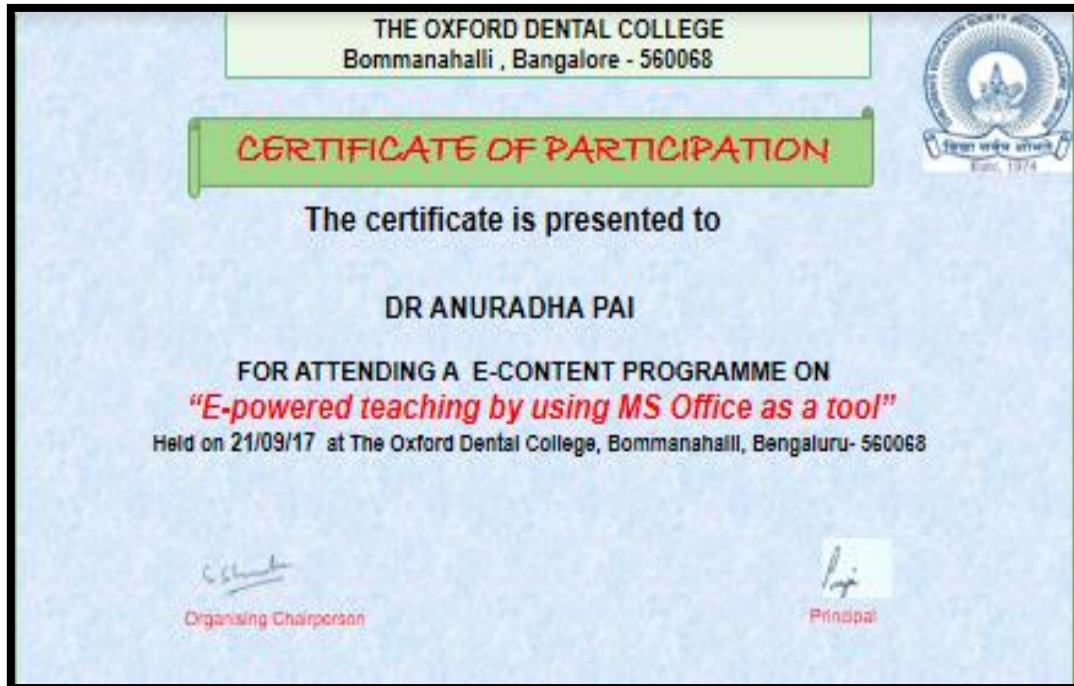 THE OXFORD DENTAL COLLEGE
Bommanahalli , Bangalore - 560068
CERTIFICATE OF PARTICIPATION
The certificate is presented to
DR ANURADHA PAI
FOR ATTENDING A E-CONTENT PROGRAMME ON
“E-powered teaching by using MS Office as a tool”
Held on 21/09/17 at The Oxford Dental College, Bommanahalli, Bengaluru- 560068
Organising Chairperson
Principal
Estd, 1974